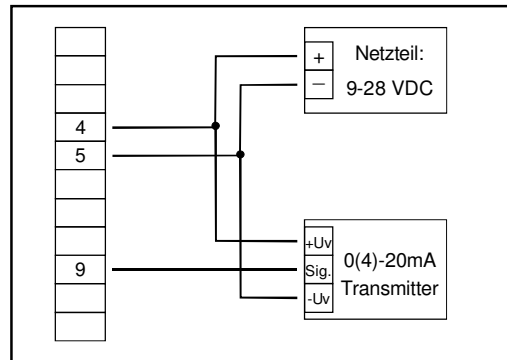 4
5
9
+
–
Netzteil:
9-28 VDC
+Uv
Sig.
-Uv
0(4)-20mA
Transmitter